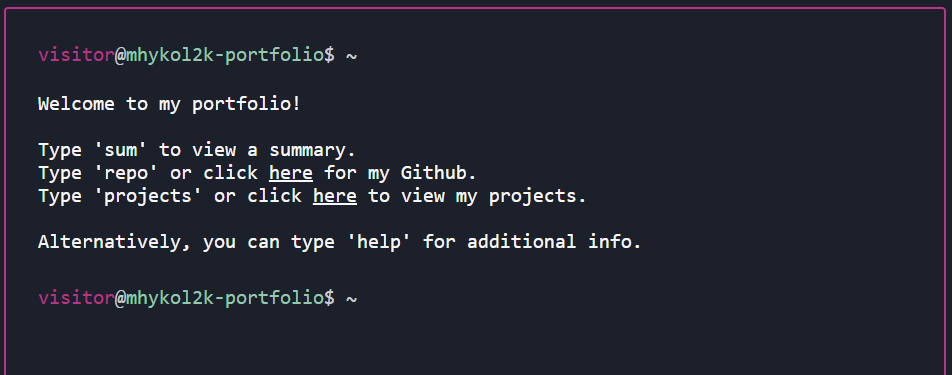 visitor@mhykol2k-portfolio$ ~
Welcome to my portfolio!
Type 'sum' to view a summary.
Type 'repo' or click here for my Github.
Type 'projects' or click here to view my projects.
Alternatively, you can type 'help' for additional info.
visitor@mhykol2k-portfolio$ ~